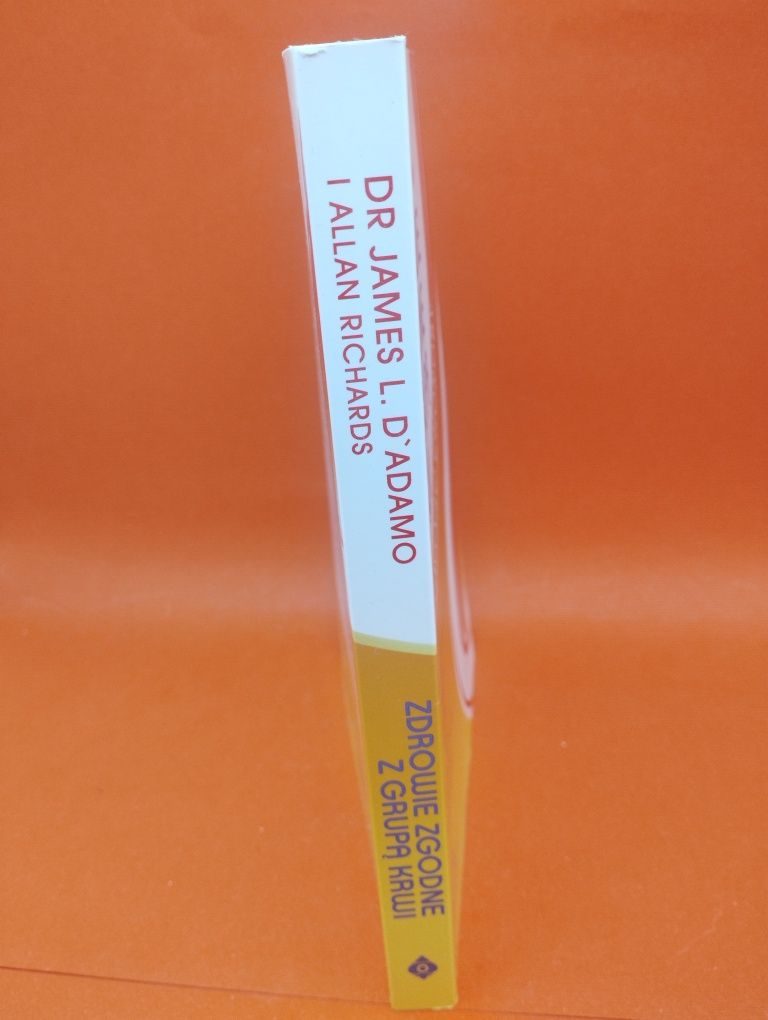 DR JAMES L. D`ADAMO
I ALLAN RICHARDS
ZDROWIE ZGODNE
Z GRUPĄ KRWI